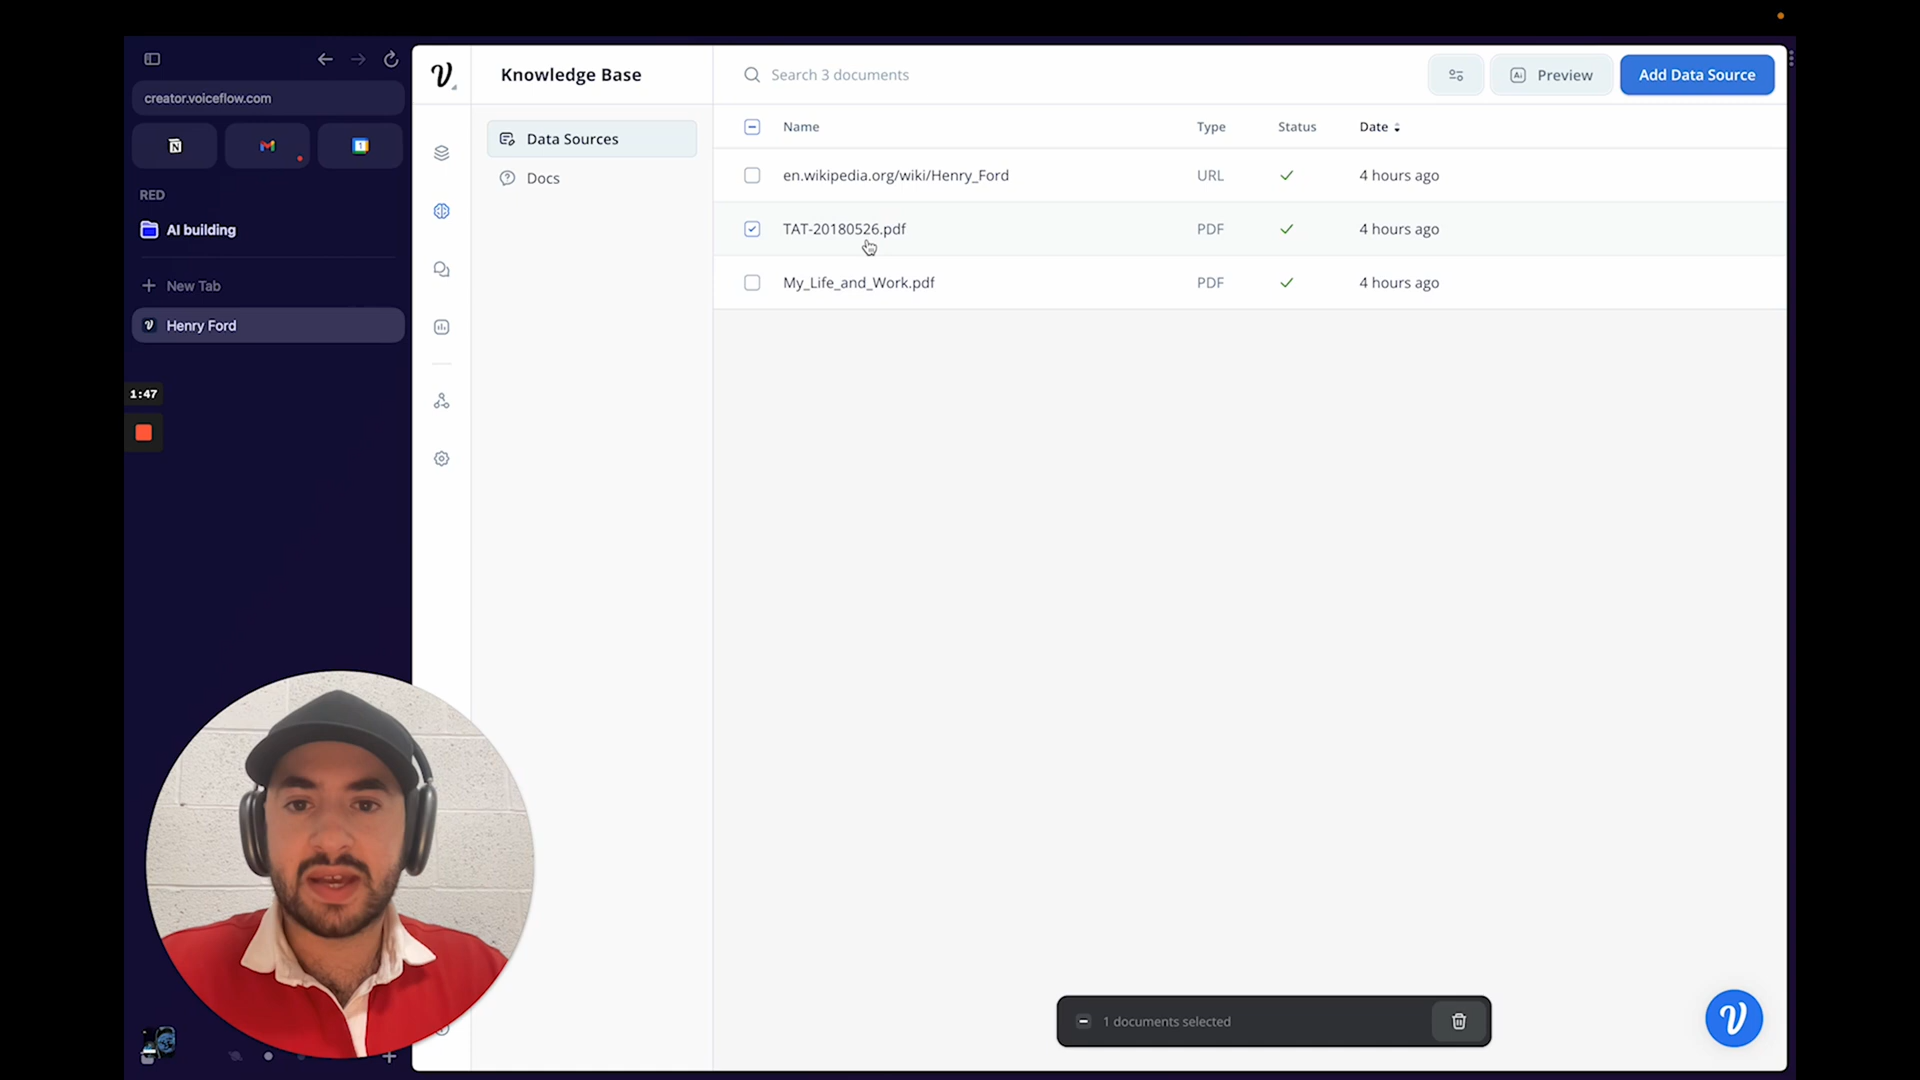 creator.voiceflow.com
RED
AI building
New Tab
Henry Ford
1:47
Knowledge Base
Data Sources
Docs
Search 3 documents
Preview
Add Data Source
Name Type Status Date
en.wikipedia.org/wiki/Henry_Ford URL 4 hours ago
TAT-20180526.pdf PDF 4 hours ago
My_Life_and_Work.pdf PDF 4 hours ago
1 documents selected